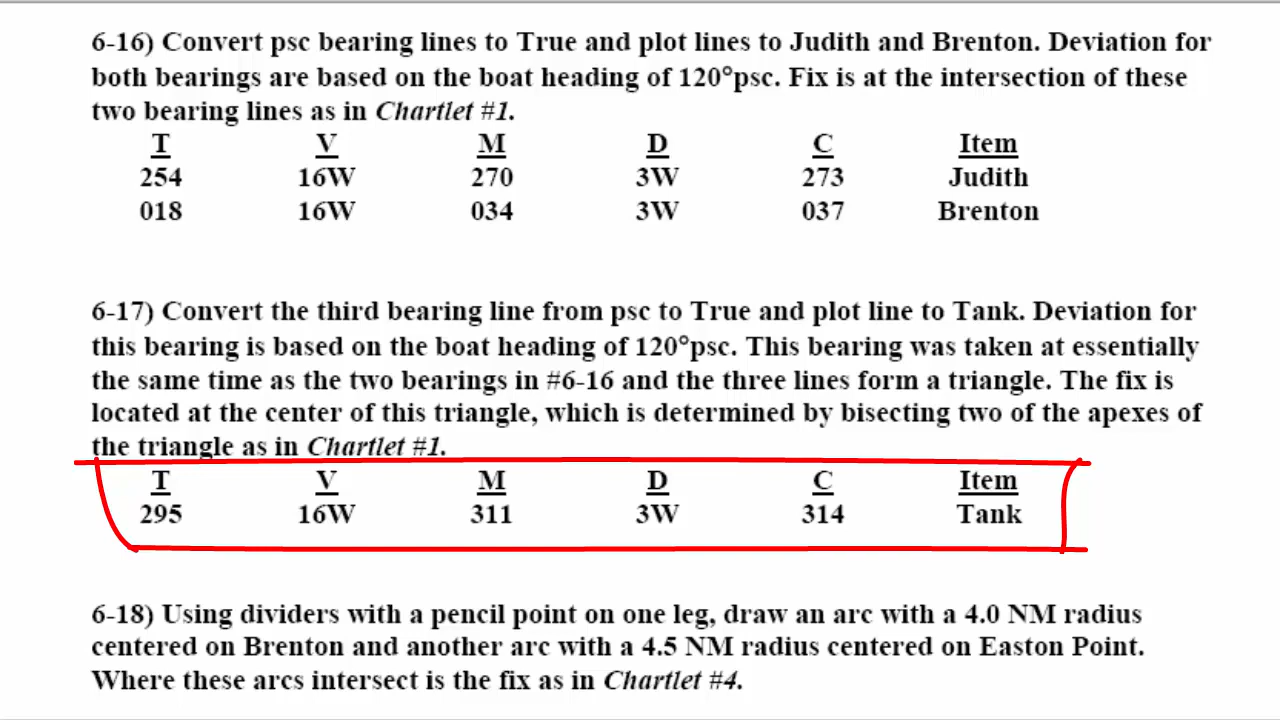 6-16) Convert psc bearing lines to True and plot lines to Judith and Brenton. Deviation for
both bearings are based on the boat heading of 120°psc. Fix is at the intersection of these
two bearing lines as in Chartlet #1.
T V M D C Item
254 16W 270 3W 273 Judith
018 16W 034 3W 037 Brenton
6-17) Convert the third bearing line from psc to True and plot line to Tank. Deviation for
this bearing is based on the boat heading of 120°psc. This bearing was taken at essentially
the same time as the two bearings in #6-16 and the three lines form a triangle. The fix is
located at the center of this triangle, which is determined by bisecting two of the apexes of
the triangle as in Chartlet #1.
T V M D C Item
295 16W 311 3W 314 Tank
6-18) Using dividers with a pencil point on one leg, draw an arc with a 4.0 NM radius
centered on Brenton and another arc with a 4.5 NM radius centered on Easton Point.
Where these arcs intersect is the fix as in Chartlet #4.